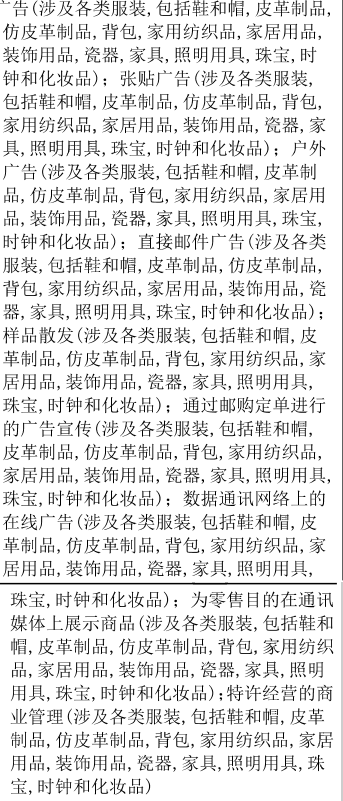 广告(涉及各类服装,包括鞋和帽,皮革制品,
仿皮革制品,背包,家用纺织品,家居用品,
装饰用品,瓷器,家具,照明用具,珠宝,时
钟和化妆品); 张贴广告(涉及各类服装,
包括鞋和帽,皮革制品,仿皮革制品,背包,
家用纺织品,家居用品,装饰用品,瓷器,家
具,照明用具,珠宝,时钟和化妆品); 户外
广告(涉及各类服装,包括鞋和帽,皮革制
品,仿皮革制品,背包,家用纺织品,家居用
品,装饰用品,瓷器,家具,照明用具,珠宝,
时钟和化妆品); 直接邮件广告(涉及各类
服装,包括鞋和帽,皮革制品,仿皮革制品,
背包,家用纺织品,家居用品,装饰用品,瓷
器,家具,照明用具,珠宝,时钟和化妆品);
样品散发(涉及各类服装,包括鞋和帽,皮
革制品,仿皮革制品,背包,家用纺织品,家
居用品,装饰用品,瓷器,家具,照明用具,
珠宝,时钟和化妆品); 通过邮购定单进行
的广告宣传(涉及各类服装,包括鞋和帽,
皮革制品,仿皮革制品,背包,家用纺织品,
家居用品,装饰用品,瓷器,家具,照明用具,
珠宝,时钟和化妆品); 数据通讯网络上的
在线广告(涉及各类服装,包括鞋和帽,皮
革制品,仿皮革制品,背包,家用纺织品,家
居用品,装饰用品,瓷器,家具,照明用具,
珠宝,时钟和化妆品); 为零售目的在通讯
媒体上展示商品(涉及各类服装,包括鞋和
帽,皮革制品,仿皮革制品,背包,家用纺织
品,家居用品,装饰用品,瓷器,家具,照明
用具,珠宝,时钟和化妆品);特许经营的商
业管理(涉及各类服装,包括鞋和帽,皮革
制品,仿皮革制品,背包,家用纺织品,家居
用品,装饰用品,瓷器,家具,照明用具,珠
宝,时钟和化妆品)